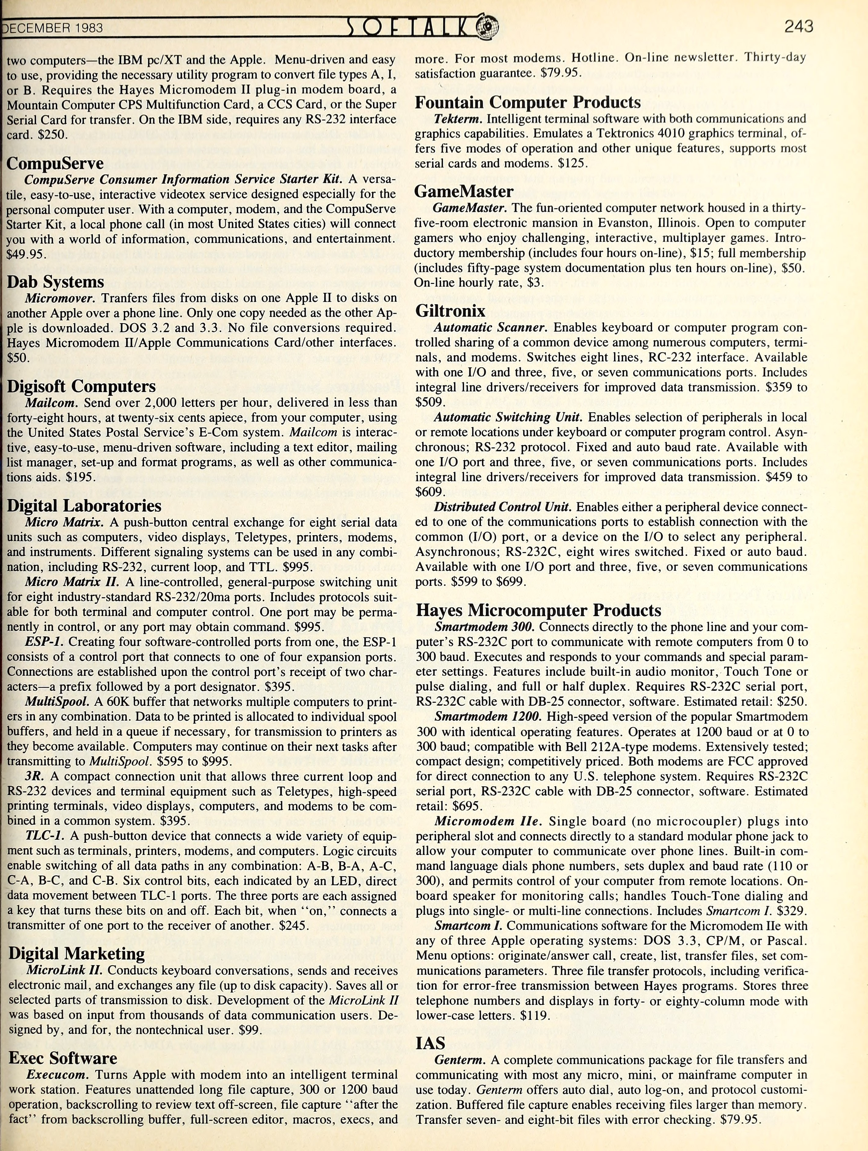 DECEMBER 1983
SOFTALK
243
two computers—the IBM pc/XT and the Apple. Menu-driven and easy
to use, providing the necessary utility program to convert file types A, I,
or B. Requires the Hayes Micromodem II plug-in modem board, a
Mountain Computer CPS Multifunction Card, a CCS Card, or the Super
Serial Card for transfer. On the IBM side, requires any RS-232 interface
card. $250.
CompuServe
CompuServe Consumer Information Service Starter Kit. A versa-
tile, easy-to-use, interactive videotex service designed especially for the
personal computer user. With a computer, modem, and the CompuServe
Starter Kit, a local phone call (in most United States cities) will connect
you with a world of information, communications, and entertainment.
$49.95.
Dab Systems
Micromover. Tranfers files from disks on one Apple II to disks on
another Apple over a phone line. Only one copy needed as the other Ap-
ple is downloaded. DOS 3.2 and 3.3. No file conversions required.
Hayes Micromodem II/Apple Communications Card/other interfaces.
$50.
Digisoft Computers
Mailcom. Send over 2,000 letters per hour, delivered in less than
forty-eight hours, at twenty-six cents apiece, from your computer, using
the United States Postal Service's E-Com system. Mailcom is interac-
tive, easy-to-use, menu-driven software, including a text editor, mailing
list manager, set-up and format programs, as well as other communica-
tions aids. $195.
Digital Laboratories
Micro Matrix. A push-button central exchange for eight serial data
units such as computers, video displays, Teletypes, printers, modems,
and instruments. Different signaling systems can be used in any combi-
nation, including RS-232, current loop, and TTL. $995.
Micro Matrix II. A line-controlled, general-purpose switching unit
for eight industry-standard RS-232/20ma ports. Includes protocols suit-
able for both terminal and computer control. One port may be perma-
nently in control, or any port may obtain command. $995.
ESP-1. Creating four software-controlled ports from one, the ESP-1
consists of a control port that connects to one of four expansion ports.
Connections are established upon the control port's receipt of two char-
acters—a prefix followed by a port designator. $395.
MultiSpool. A 60K buffer that networks multiple computers to print-
ers in any combination. Data to be printed is allocated to individual spool
buffers, and held in a queue if necessary, for transmission to printers as
they become available. Computers may continue on their next tasks after
transmitting to MultiSpool. $595 to $995.
3R. A compact connection unit that allows three current loop and
RS-232 devices and terminal equipment such as Teletypes, high-speed
printing terminals, video displays, computers, and modems to be com-
bined in a common system. $395.
TLC-1. A push-button device that connects a wide variety of equip-
ment such as terminals, printers, modems, and computers. Logic circuits
enable switching of all data paths in any combination: A-B, B-A, A-C,
C-A, B-C, and C-B. Six control bits, each indicated by an LED, direct
data movement between TLC-1 ports. The three ports are each assigned
a key that turns these bits on and off. Each bit, when "on," connects a
transmitter of one port to the receiver of another. $245.
Digital Marketing
MicroLink II. Conducts keyboard conversations, sends and receives
electronic mail, and exchanges any file (up to disk capacity). Saves all or
selected parts of transmission to disk. Development of the MicroLink II
was based on input from thousands of data communication users. De-
signed by, and for, the nontechnical user. $99.
Exec Software
Execucom. Turns Apple with modem into an intelligent terminal
work station. Features unattended long file capture, 300 or 1200 baud
operation, backscrolling to review text off-screen, file capture "after the
fact" from backscrolling buffer, full-screen editor, macros, execs, and
more. For most modems. Hotline. On-line newsletter. Thirty-day
satisfaction guarantee. $79.95.
Fountain Computer Products
Tekterm. Intelligent terminal software with both communications and
graphics capabilities. Emulates a Tektronics 4010 graphics terminal, of-
fers five modes of operation and other unique features, supports most
serial cards and modems. $125.
GameMaster
GameMaster. The fun-oriented computer network housed in a thirty-
five-room electronic mansion in Evanston, Illinois. Open to computer
gamers who enjoy challenging, interactive, multiplayer games. Intro-
ductory membership (includes four hours on-line), $15; full membership
(includes fifty-page system documentation plus ten hours on-line), $50.
On-line hourly rate, $3.
Giltronix
Automatic Scanner. Enables keyboard or computer program con-
trolled sharing of a common device among numerous computers, termi-
nals, and modems. Switches eight lines, RC-232 interface. Available
with one I/O and three, five, or seven communications ports. Includes
integral line drivers/receivers for improved data transmission. $359 to
$509.
Automatic Switching Unit. Enables selection of peripherals in local
or remote locations under keyboard or computer program control. Asyn-
chronous; RS-232 protocol. Fixed and auto baud rate. Available with
one I/O port and three, five, or seven communications ports. Includes
integral line drivers/receivers for improved data transmission. $459 to
$609.
Distributed Control Unit. Enables either a peripheral device connect-
ed to one of the communications ports to establish connection with the
common (I/O) port, or a device on the I/O to select any peripheral.
Asynchronous; RS-232C, eight wires switched. Fixed or auto baud.
Available with one I/O port and three, five, or seven communications
ports. $599 to $699.
Hayes Microcomputer Products
Smartmodem 300. Connects directly to the phone line and your com-
puter's RS-232C port to communicate with remote computers from 0 to
300 baud. Executes and responds to your commands and special param-
eter settings. Features include built-in audio monitor, Touch Tone or
pulse dialing, and full or half duplex. Requires RS-232C serial port,
RS-232C cable with DB-25 connector, software. Estimated retail: $250.
Smartmodem 1200. High-speed version of the popular Smartmodem
300 with identical operating features. Operates at 1200 baud or at 0 to
300 baud; compatible with Bell 212A-type modems. Extensively tested;
compact design; competitively priced. Both modems are FCC approved
for direct connection to any U.S. telephone system. Requires RS-232C
serial port, RS-232C cable with DB-25 connector, software. Estimated
retail: $695.
Micromodem IIe. Single board (no microcoupler) plugs into
peripheral slot and connects directly to a standard modular phone jack to
allow your computer to communicate over phone lines. Built-in com-
mand language dials phone numbers, sets duplex and baud rate (110 or
300), and permits control of your computer from remote locations. On-
board speaker for monitoring calls; handles Touch-Tone dialing and
plugs into single- or multi-line connections. Includes Smartcom I. $329.
Smartcom I. Communications software for the Micromodem IIe with
any of three Apple operating systems: DOS 3.3, CP/M, or Pascal.
Menu options: originate/answer call, create, list, transfer files, set com-
munications parameters. Three file transfer protocols, including verifica-
tion for error-free transmission between Hayes programs. Stores three
telephone numbers and displays in forty- or eighty-column mode with
lower-case letters. $119.
IAS
Genterm. A complete communications package for file transfers and
communicating with most any micro, mini, or mainframe computer in
use today. Genterm offers auto dial, auto log-on, and protocol customi-
zation. Buffered file capture enables receiving files larger than memory.
Transfer seven- and eight-bit files with error checking. $79.95.